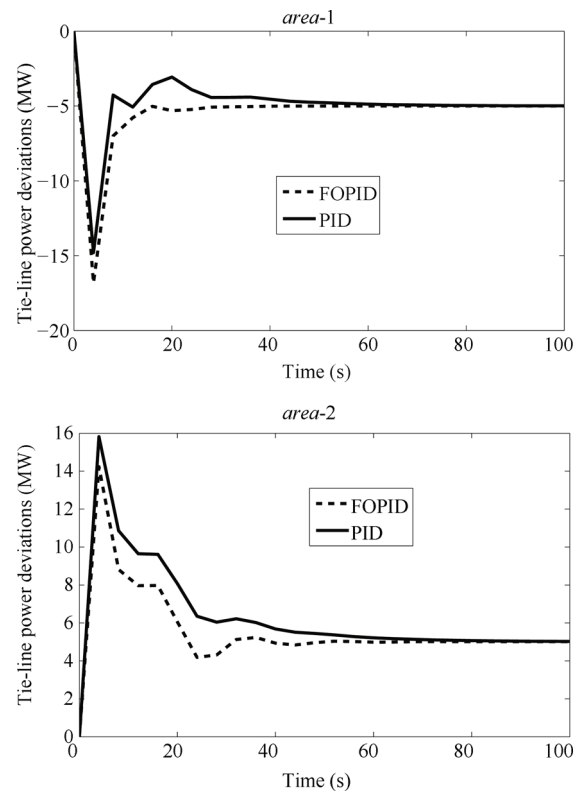 area-1
Tie-line power deviations (MW)
0
−5
−10
−15
−20
FOPID
PID
0 20 40 60 80 100
Time (s)
area-2
Tie-line power deviations (MW)
16
14
12
10
8
6
4
2
0
FOPID
PID
0 20 40 60 80 100
Time (s)